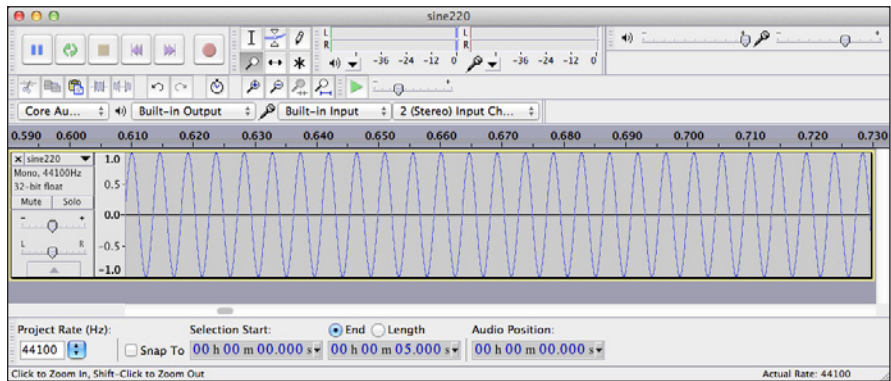 sine220
L
R
-36 -24 -12 0
L
R
-36 -24 -12 0
Core Au... Built-in Output Built-in Input 2 (Stereo) Input Ch...
0.590 0.600 0.610 0.620 0.630 0.640 0.650 0.660 0.670 0.680 0.690 0.700 0.710 0.720 0.730
x sine220
Mono, 44100Hz
32-bit float
Mute Solo
- +
L R
1.0
0.5-
0.0-
-0.5-
-1.0
Project Rate (Hz): Selection Start: End Length Audio Position:
44100 Snap To 00 h 00 m 00.000 s 00 h 00 m 05.000 s 00 h 00 m 00.000 s
Click to Zoom In, Shift-Click to Zoom Out Actual Rate: 44100